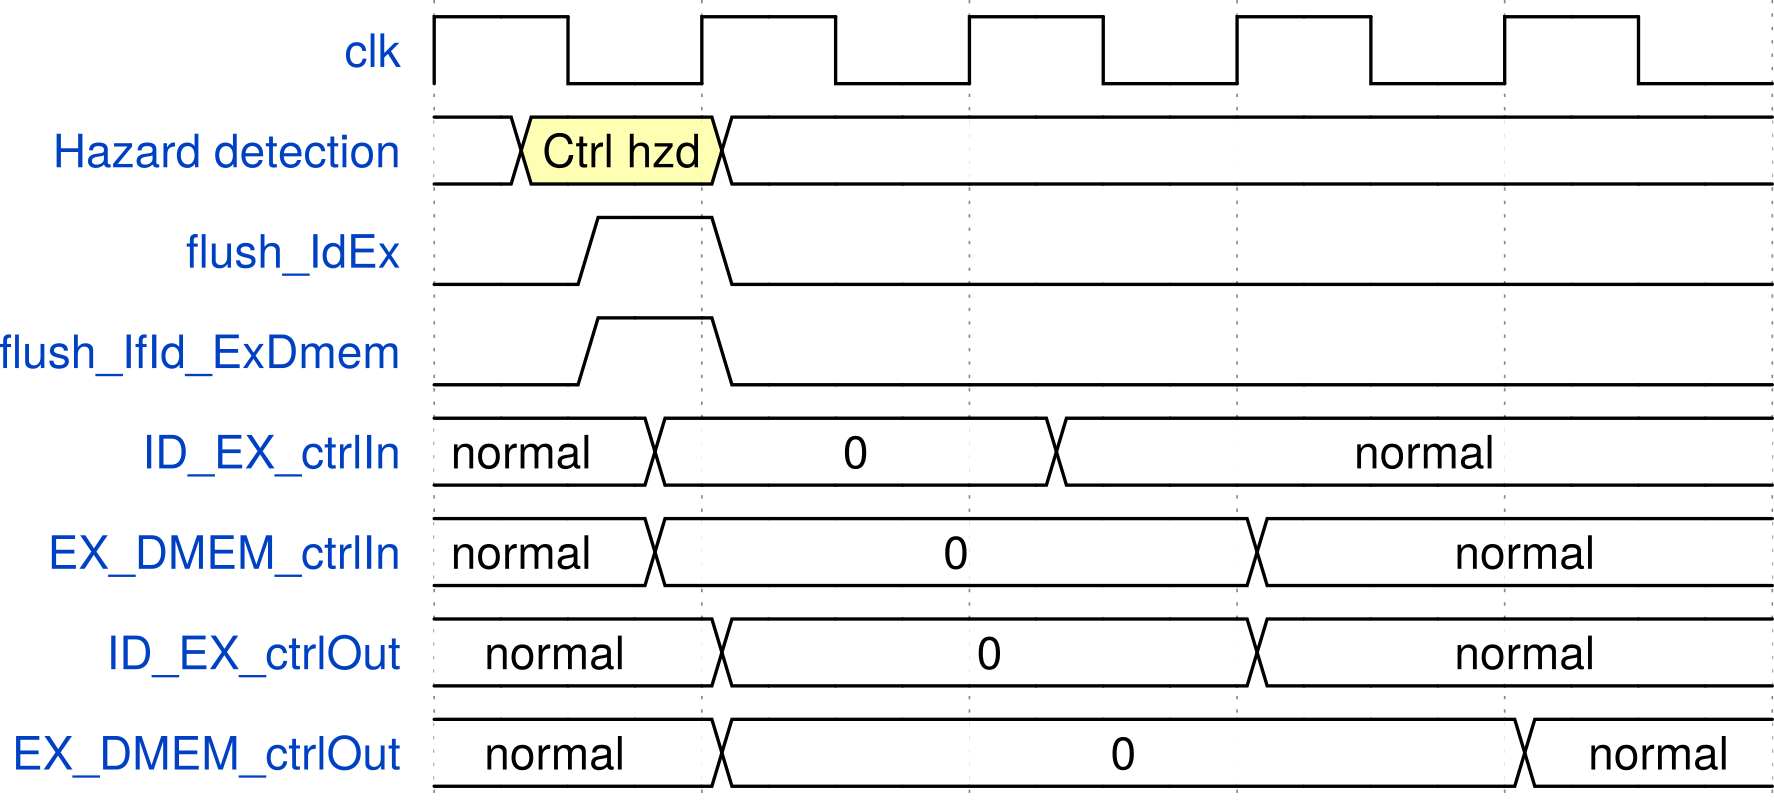 clk
Hazard detection Ctrl hzd
flush_IdEx
flush_IfId_ExDmem
ID_EX_ctrlIn normal 0 normal
EX_DMEM_ctrlIn normal 0 normal
ID_EX_ctrlOut normal 0 normal
EX_DMEM_ctrlOut normal 0 normal